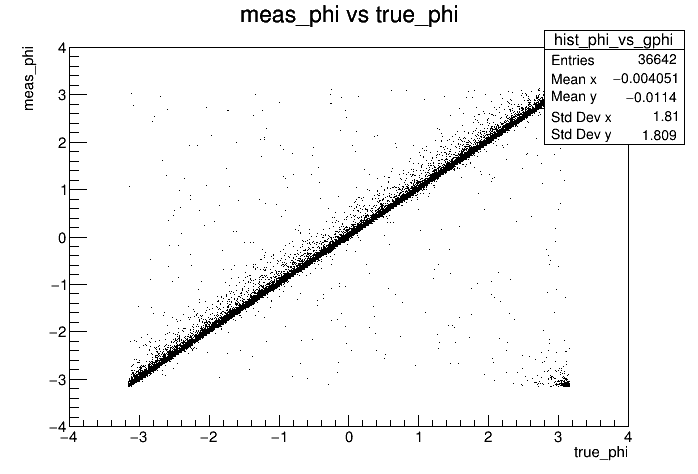 meas_phi vs true_phi
hist_phi_vs_gphi
Entries 36642
Mean x −0.004051
Mean y −0.0114
Std Dev x 1.81
Std Dev y 1.809
meas_phi
4
3
2
1
0
−1
−2
−3
−4
−4 −3 −2 −1 0 1 2 3 4
true_phi